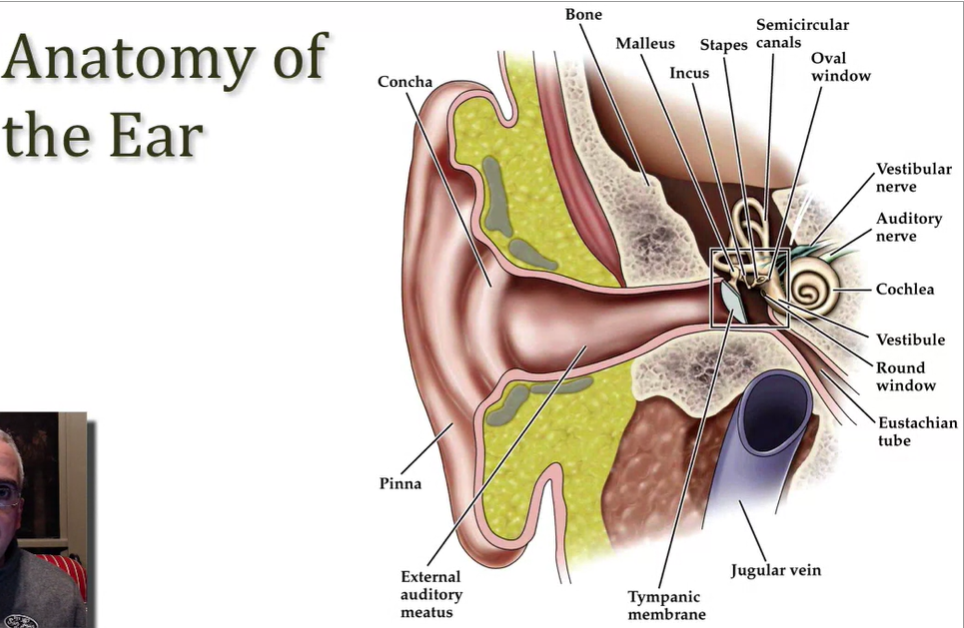 Anatomy of
the Ear
Bone
Malleus
Stapes
Semicircular
canals
Incus
Oval
window
Concha
Vestibular
nerve
Auditory
nerve
Cochlea
Vestibule
Round
window
Eustachian
tube
Pinna
External
auditory
meatus
Tympanic
membrane
Jugular vein